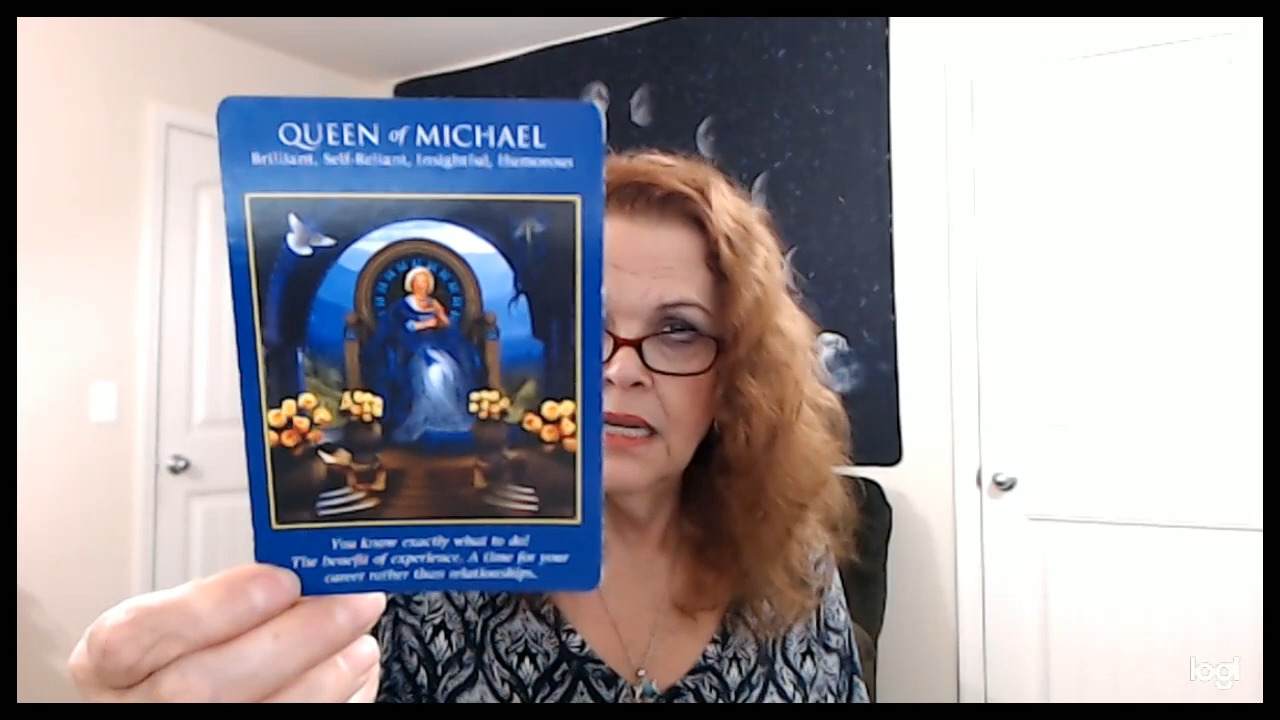 QUEEN of MICHAEL
Brilliant, Self-Reliant, Insightful, Humorous
You know exactly what to do!
The benefit of experience. A time for your
career rather than relationships.
logi